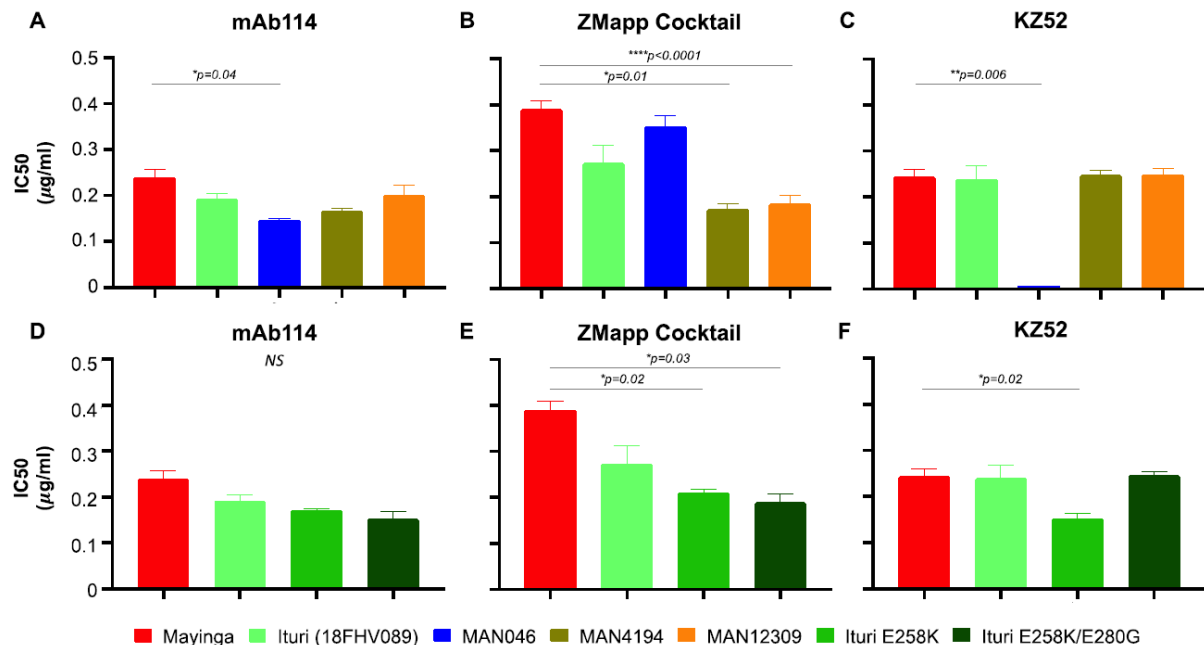 A mAb114
B ZMapp Cocktail
C KZ52
0.5
0.4
0.3
0.2
0.1
0
IC50
(µg/ml)
*p=0.04
****p<0.0001
*p=0.01
**p=0.006
D mAb114
E ZMapp Cocktail
F KZ52
0.5
0.4
0.3
0.2
0.1
0
IC50
(µg/ml)
NS
*p=0.03
*p=0.02
*p=0.02
Mayinga Ituri (18FHV089) MAN046 MAN4194 MAN12309 Ituri E258K Ituri E258K/E280G